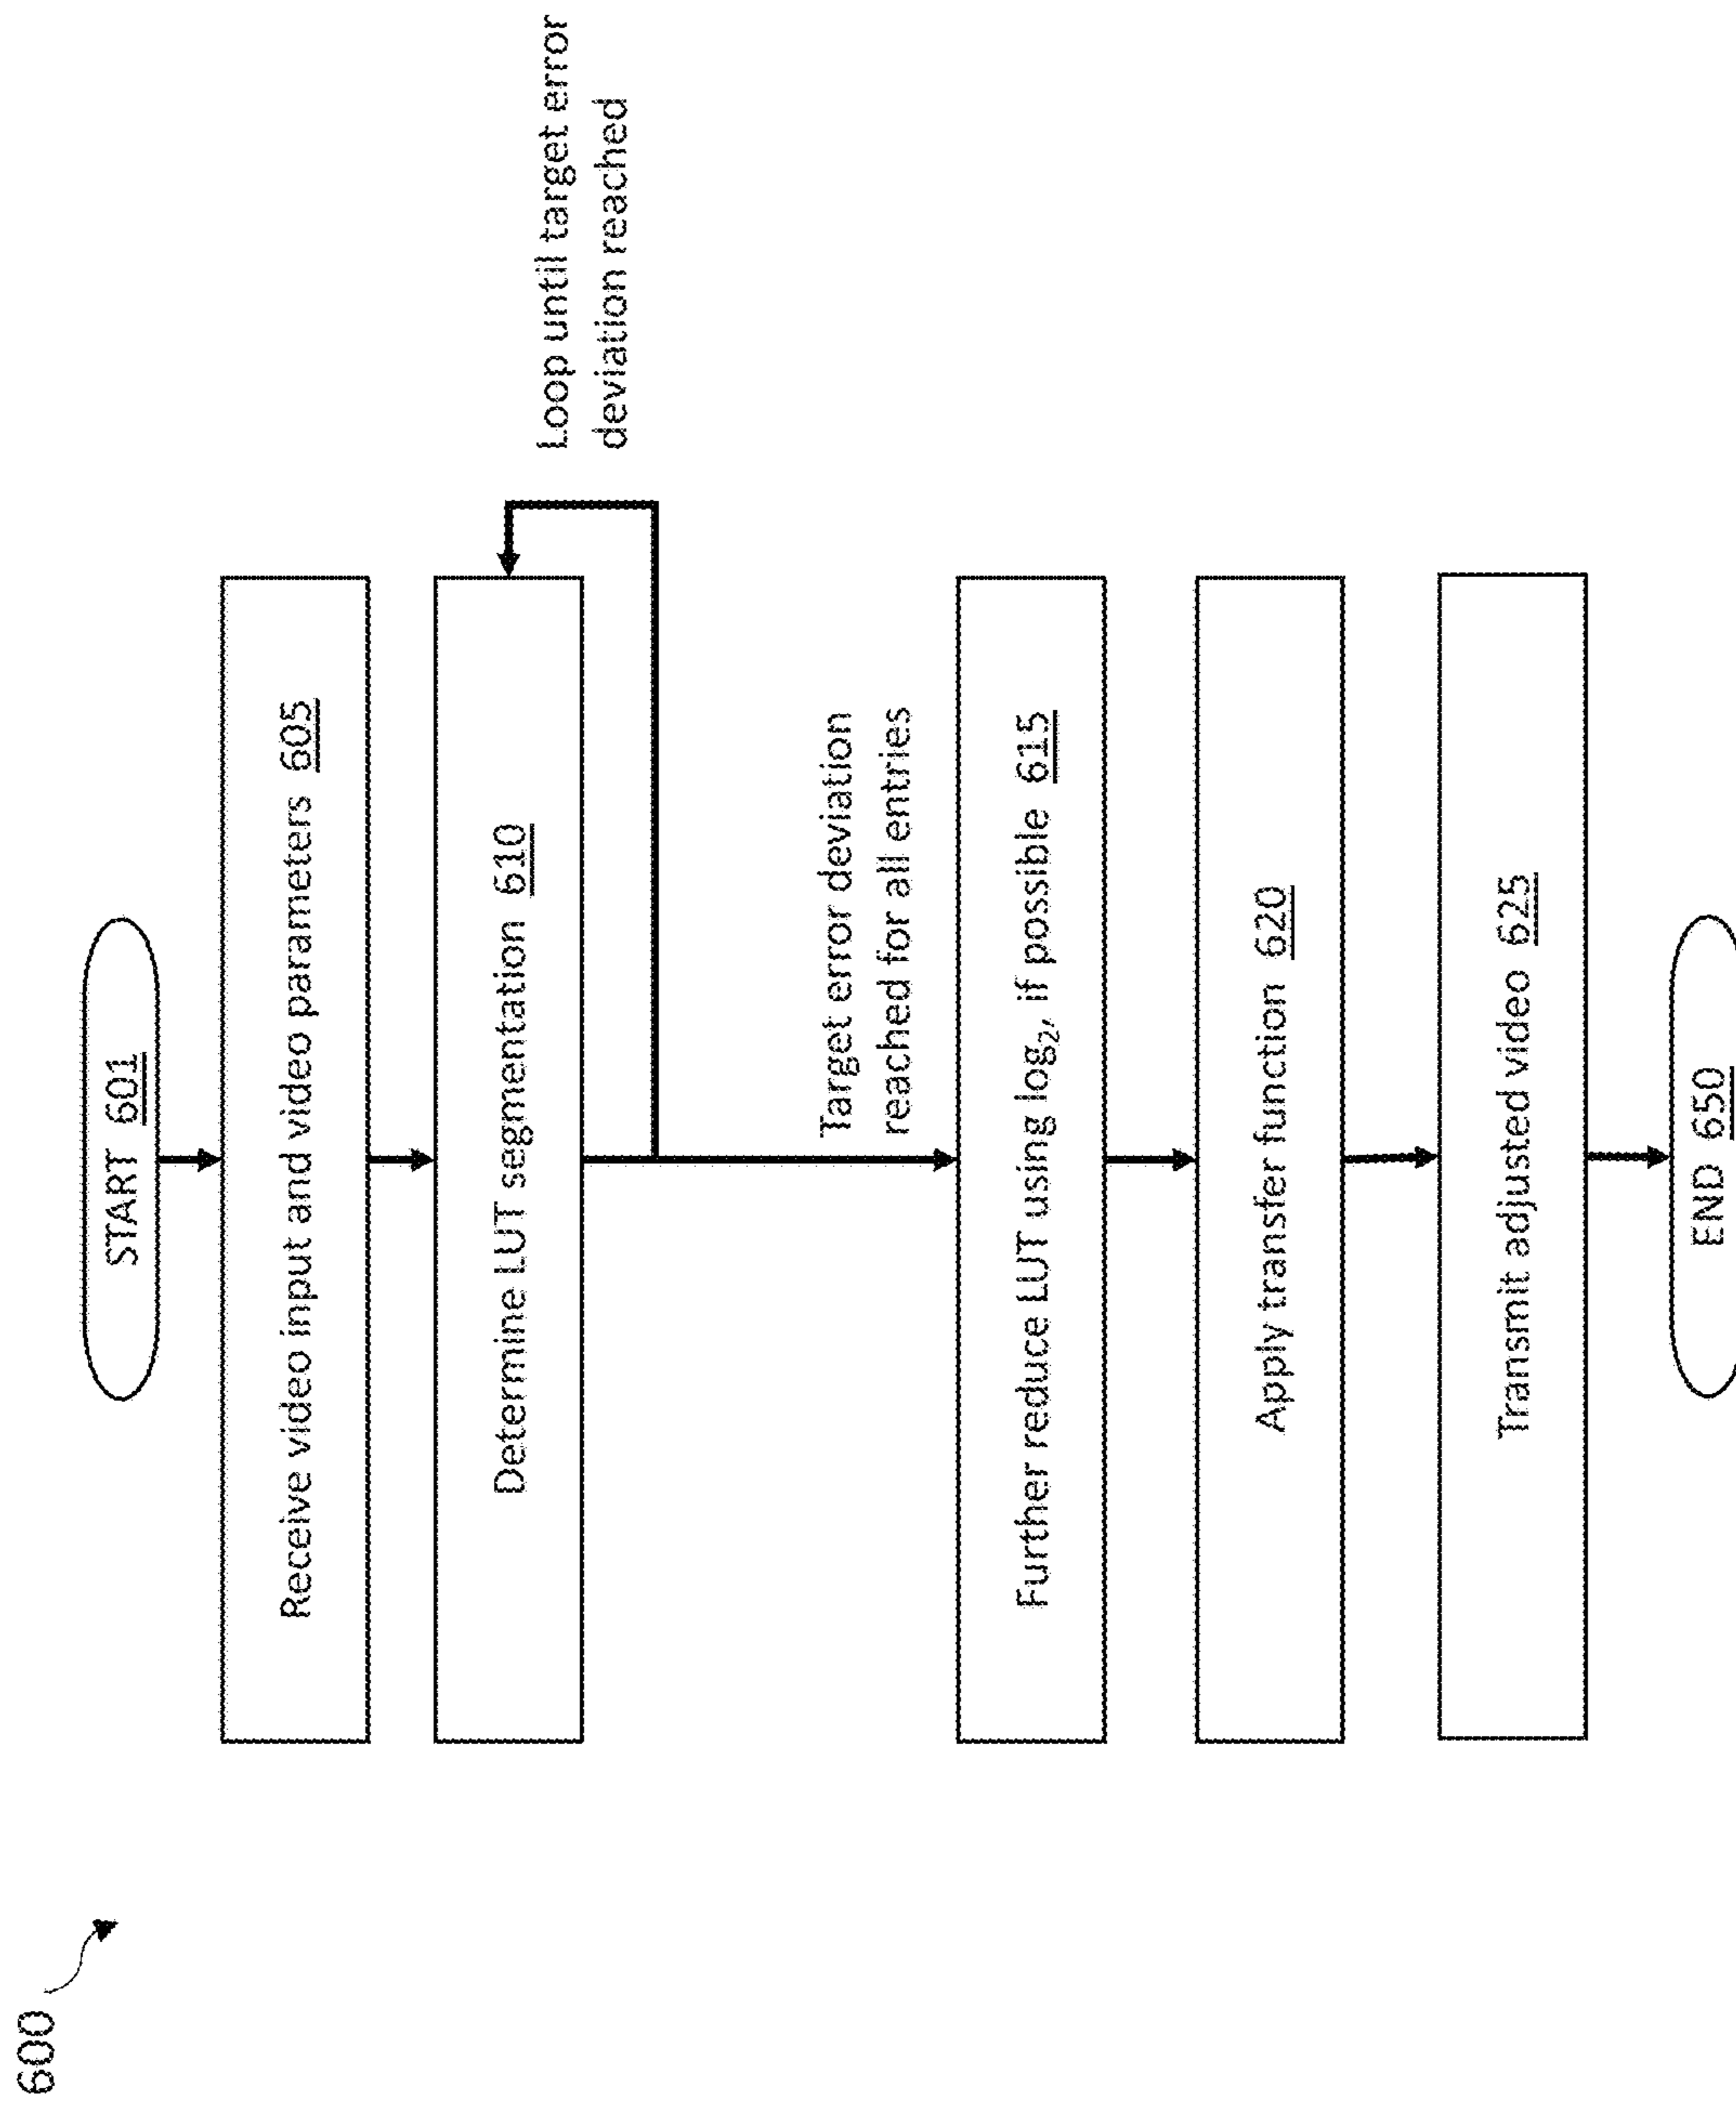 600
START 601
Receive video input and video parameters 605
Determine LUT segmentation 610
Loop until target error
deviation reached
Target error deviation
reached for all entries
Further reduce LUT using log₂, if possible 615
Apply transfer function 620
Transmit adjusted video 625
END 650